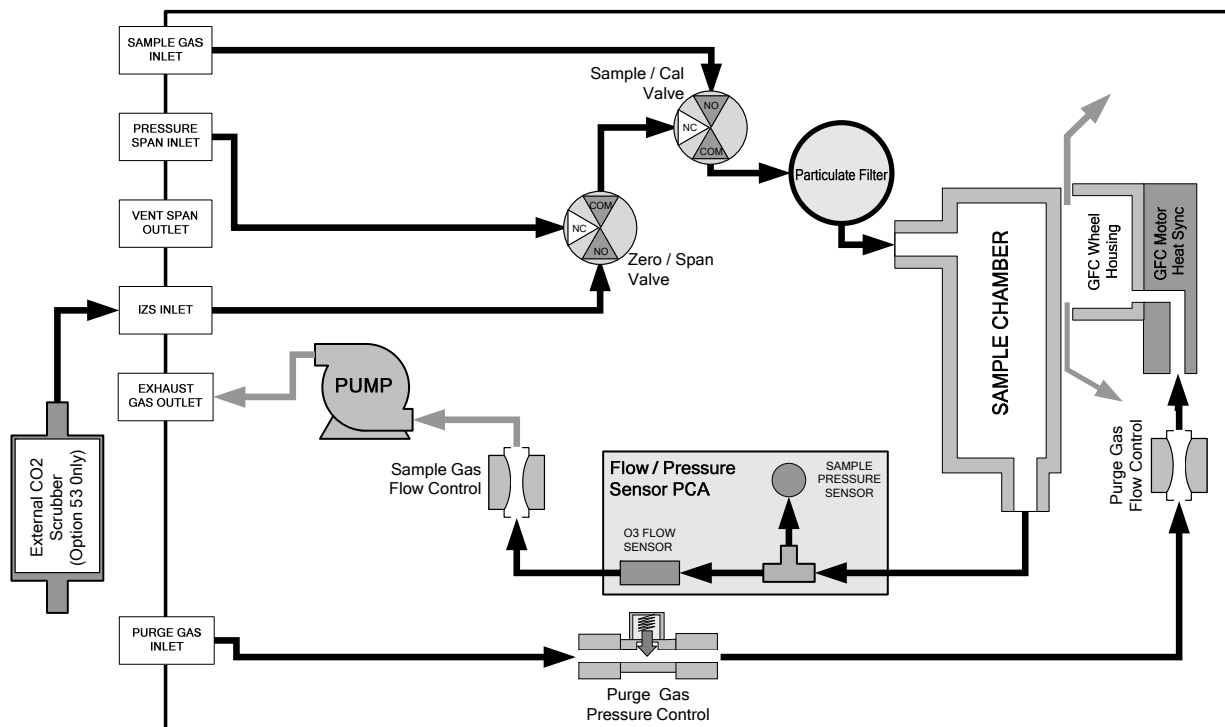 SAMPLE GAS
INLET
Sample / Cal
Valve
NO
NC
COM
PRESSURE
SPAN INLET
Particulate Filter
VENT SPAN
OUTLET
COM
NC
NO
Zero / Span
Valve
GFC Wheel
Housing
GFC Motor
Heat Sync
SAMPLE CHAMBER
IZS INLET
EXHAUST
GAS OUTLET
PUMP
External CO2
Scrubber
(Option 53 0nly)
Sample Gas
Flow Control
Flow / Pressure
Sensor PCA
SAMPLE
PRESSURE
SENSOR
O3 FLOW
SENSOR
Purge Gas
Flow Control
PURGE GAS
INLET
Purge Gas
Pressure Control